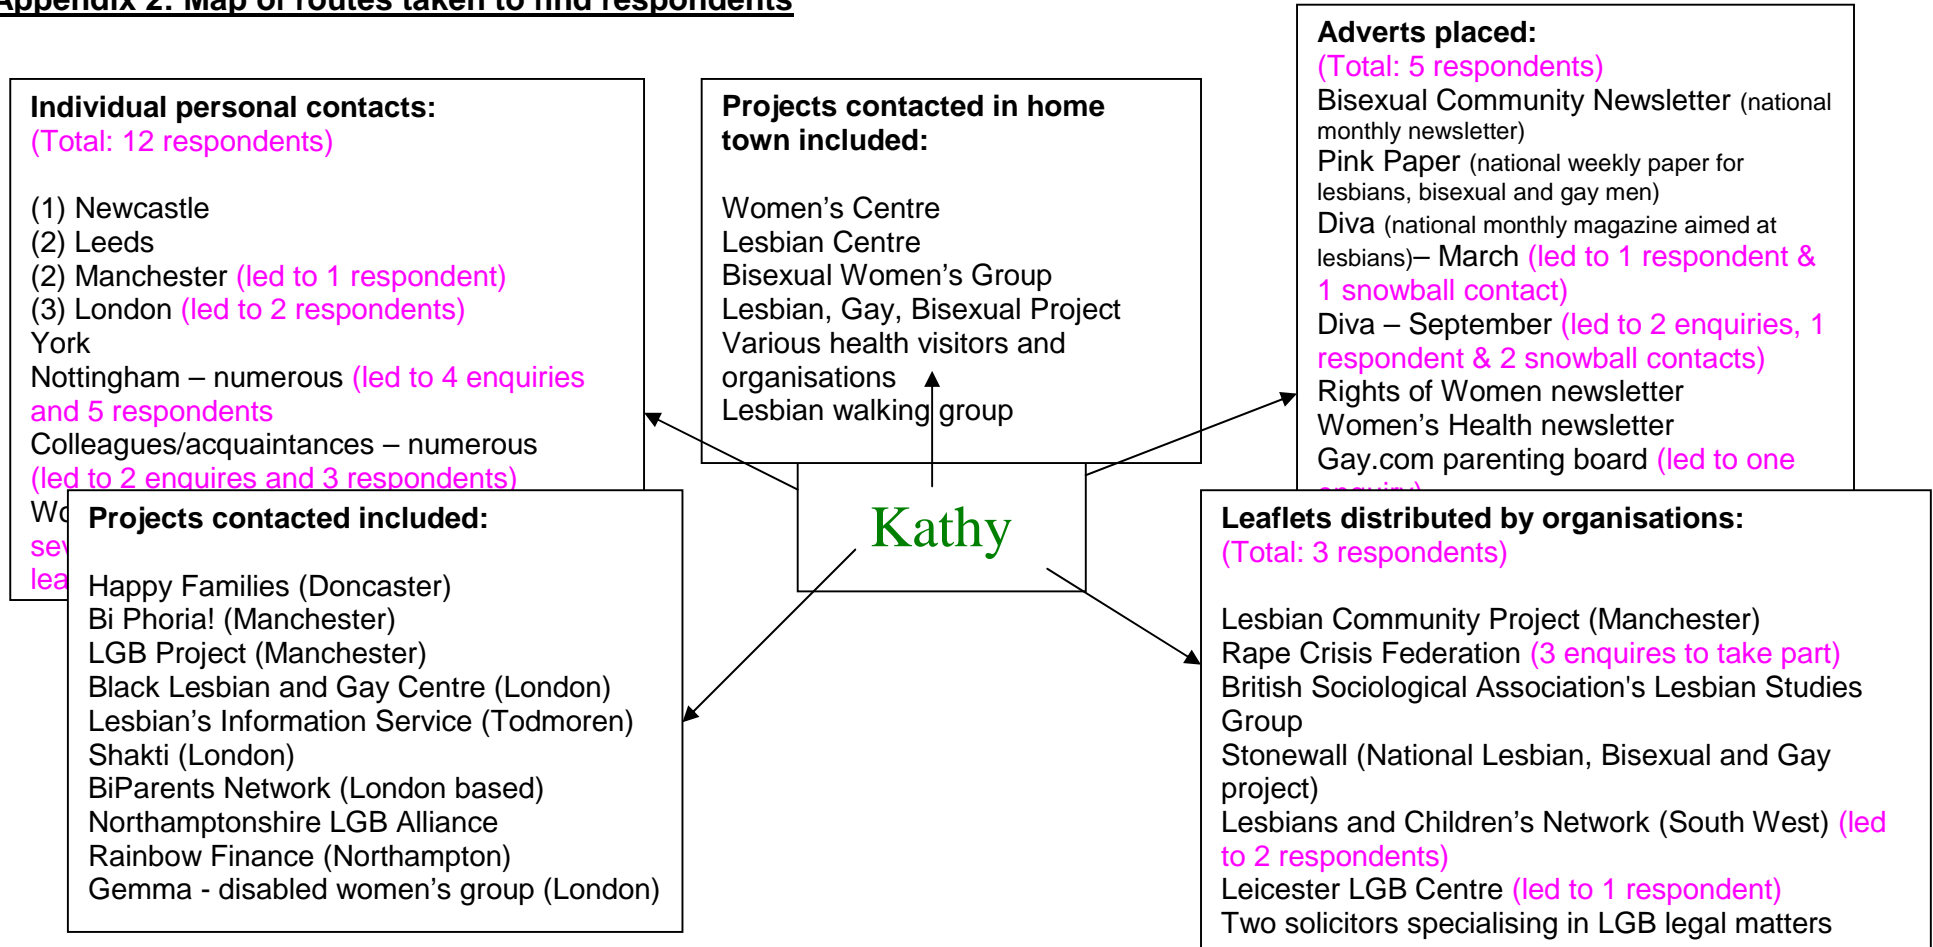 Appendix 2: Map of routes taken to find respondents
Individual personal contacts:
(Total: 12 respondents)
(1) Newcastle
(2) Leeds
(2) Manchester (led to 1 respondent)
(3) London (led to 2 respondents)
York
Nottingham – numerous (led to 4 enquiries
and 5 respondents
Colleagues/acquaintances – numerous
(led to 2 enquires and 3 respondents)
Projects contacted in home
town included:
Women’s Centre
Lesbian Centre
Bisexual Women’s Group
Lesbian, Gay, Bisexual Project
Various health visitors and
organisations
Lesbian walking group
Adverts placed:
(Total: 5 respondents)
Bisexual Community Newsletter (national
monthly newsletter)
Pink Paper (national weekly paper for
lesbians, bisexual and gay men)
Diva (national monthly magazine aimed at
lesbians)– March (led to 1 respondent &
1 snowball contact)
Diva – September (led to 2 enquiries, 1
respondent & 2 snowball contacts)
Rights of Women newsletter
Women’s Health newsletter
Gay.com parenting board (led to one
enquiry)
Kathy
Projects contacted included:
Happy Families (Doncaster)
Bi Phoria! (Manchester)
LGB Project (Manchester)
Black Lesbian and Gay Centre (London)
Lesbian’s Information Service (Todmoren)
Shakti (London)
BiParents Network (London based)
Northamptonshire LGB Alliance
Rainbow Finance (Northampton)
Gemma - disabled women’s group (London)
Leaflets distributed by organisations:
(Total: 3 respondents)
Lesbian Community Project (Manchester)
Rape Crisis Federation (3 enquires to take part)
British Sociological Association's Lesbian Studies
Group
Stonewall (National Lesbian, Bisexual and Gay
project)
Lesbians and Children’s Network (South West) (led
to 2 respondents)
Leicester LGB Centre (led to 1 respondent)
Two solicitors specialising in LGB legal matters